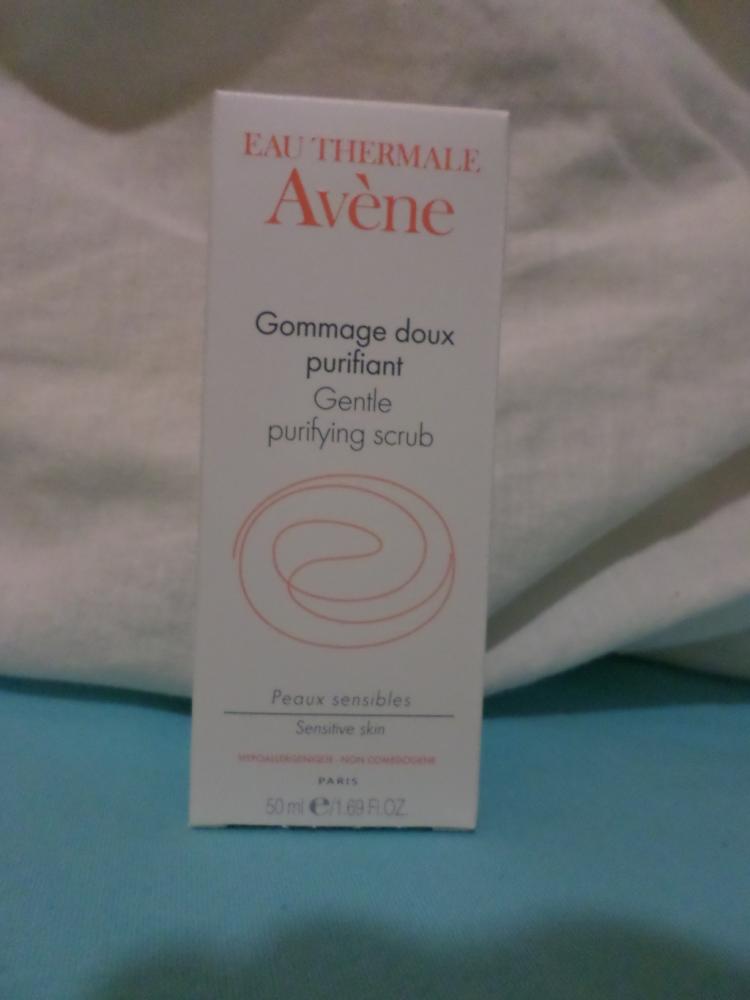 EAU THERMALE
Avène
Gommage doux
purifiant
Gentle
purifying scrub
Peaux sensibles
Sensitive skin
HYPOALLERGENIQUE - NON COMEDOGENE
PARIS
50 ml ℮/1.69 Fl.OZ.